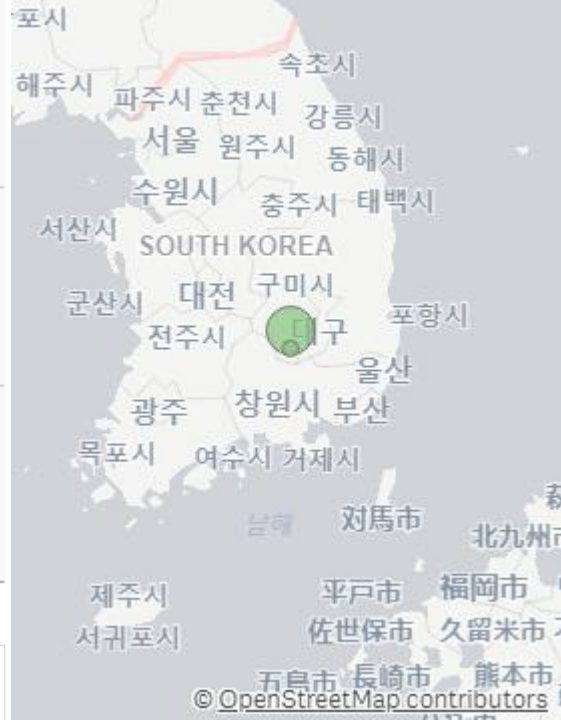 포시
속초시
해주시
파주시 춘천시
강릉시
서울 원주시
동해시
수원시
충주시 태백시
서산시
SOUTH KOREA
구미시
대전
군산시
포항시
대구
전주시
울산
창원시 부산
광주
목포시 여수시 거제시
남해
対馬市
北九州市
平戸市 福岡市
제주시
佐世保市 久留米市
서귀포시
五島市 長崎市 熊本市
© OpenStreetMap contributors